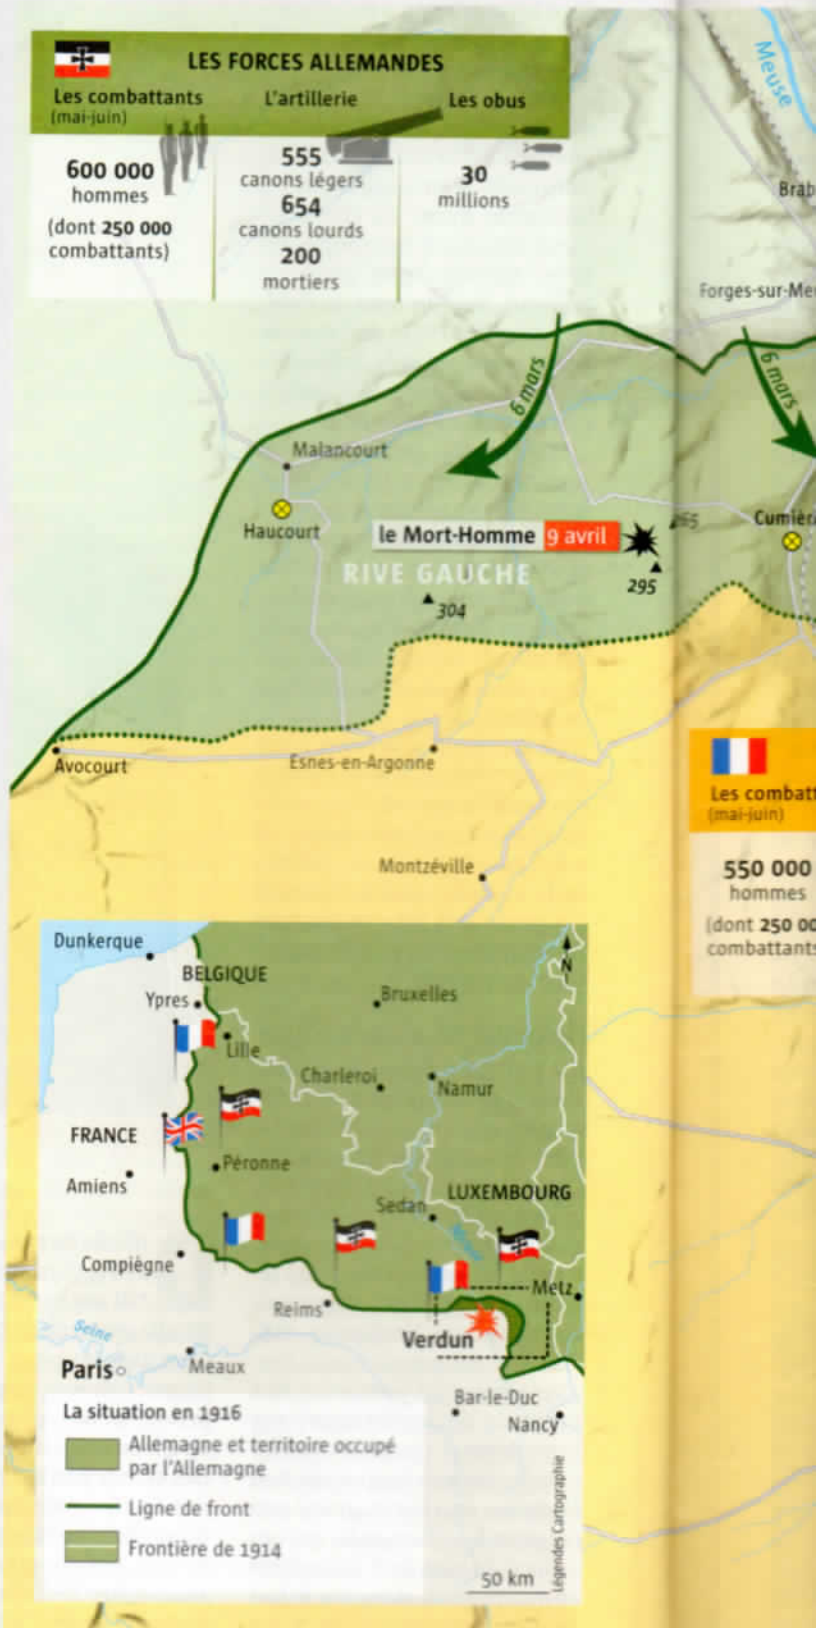 LES FORCES ALLEMANDES
Les combattants
(mai-juin)
L'artillerie
Les obus
600 000
hommes
(dont 250 000
combattants)
555
canons légers
654
canons lourds
200
mortiers
30
millions
Meuse
Brab
Forges-sur-Me
6 mars
6 mars
Malancourt
Haucourt
le Mort-Homme 9 avril
265
Cumièr
RIVE GAUCHE
295
304
Avocourt
Esnes-en-Argonne
Montzéville
Les combatt
(mai-juin)
550 000
hommes
(dont 250 00
combattants
Dunkerque
BELGIQUE
N
Ypres
Bruxelles
Lille
Charleroi
Namur
FRANCE
Péronne
Amiens
LUXEMBOURG
Sedan
Compiègne
Metz
Reims
Verdun
Seine
Paris
Meaux
Bar-le-Duc
Nancy
La situation en 1916
Allemagne et territoire occupé
par l'Allemagne
Ligne de front
Frontière de 1914
50 km
Légendes Cartographie